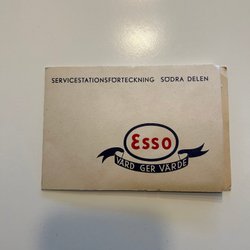 SERVICESTATIONSFÖRTECKNING SÖDRA DELEN
Esso
VÅRD GER VÄRDE